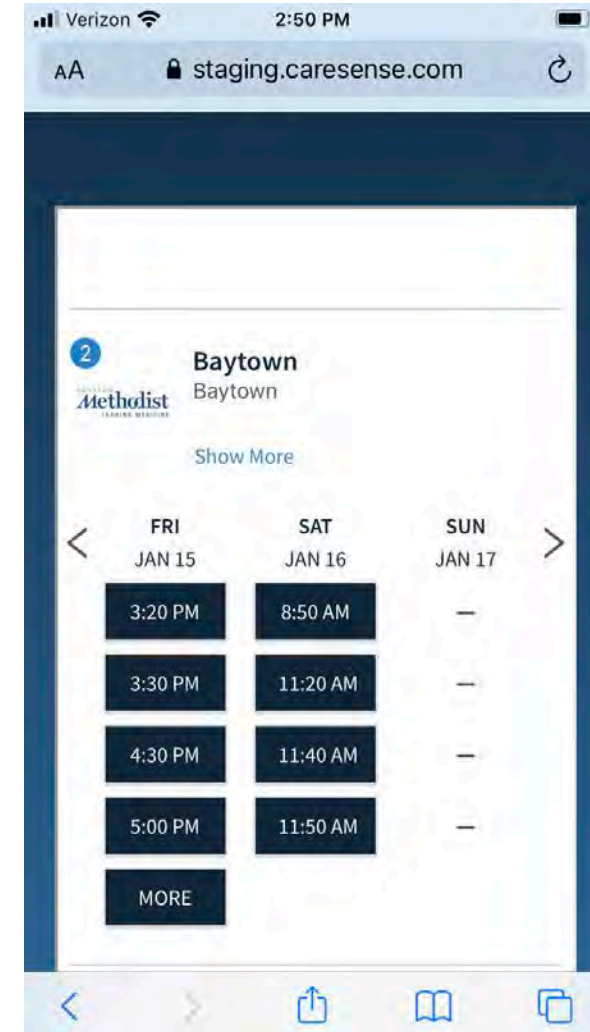 Verizon 2:50 PM
AA staging.caresense.com
2
Baytown
Methodist
LEADING MEDICINE
Baytown
Show More
FRI SAT SUN
JAN 15 JAN 16 JAN 17
3:20 PM 8:50 AM —
3:30 PM 11:20 AM —
4:30 PM 11:40 AM —
5:00 PM 11:50 AM —
MORE